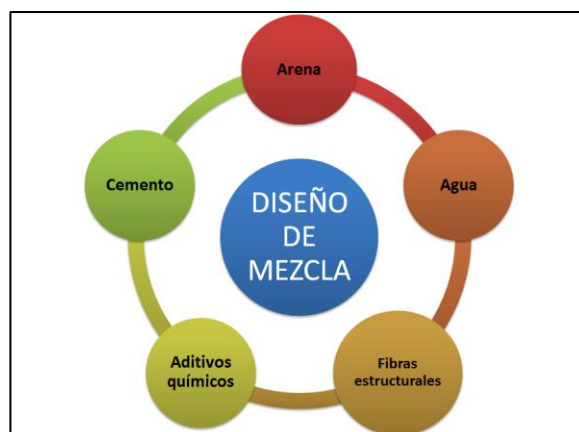 Arena
Cemento
Agua
DISEÑO
DE
MEZCLA
Aditivos
químicos
Fibras
estructurales